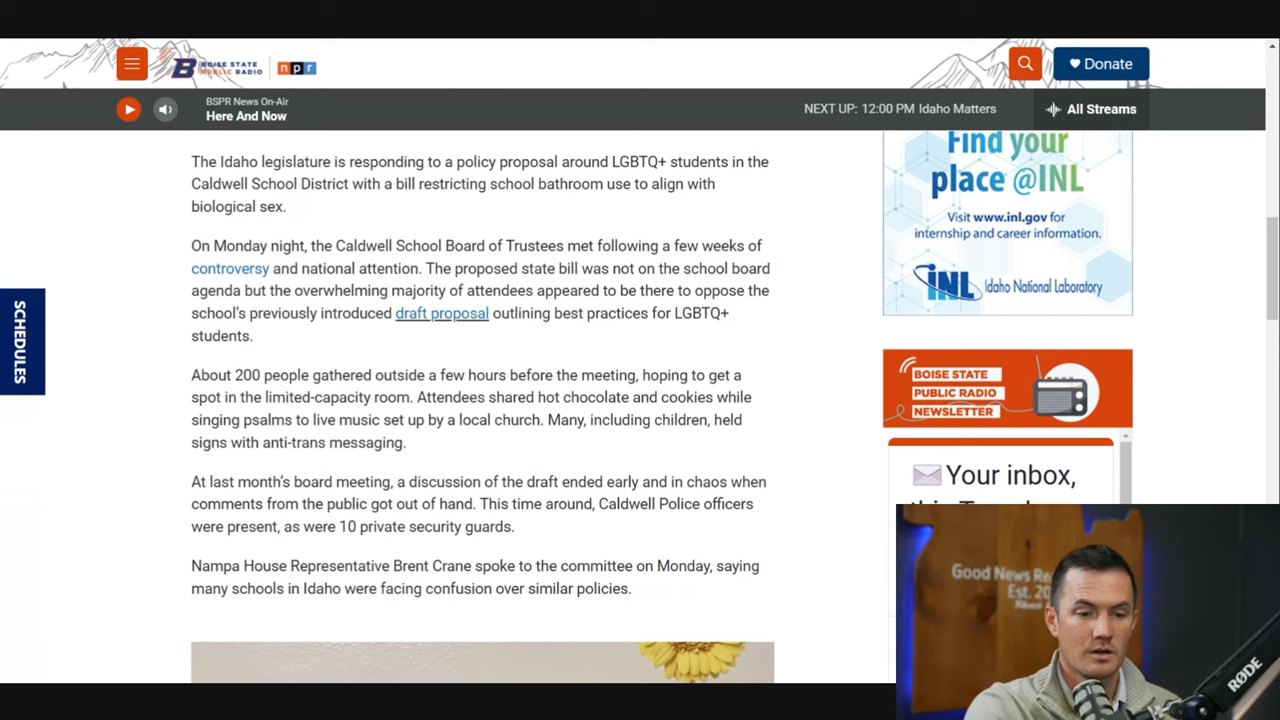 BOISE STATE
PUBLIC RADIO
npr
Donate
BSPR News On-Air
Here And Now
NEXT UP: 12:00 PM Idaho Matters
All Streams
SCHEDULES
The Idaho legislature is responding to a policy proposal around LGBTQ+ students in the
Caldwell School District with a bill restricting school bathroom use to align with
biological sex.
On Monday night, the Caldwell School Board of Trustees met following a few weeks of
controversy and national attention. The proposed state bill was not on the school board
agenda but the overwhelming majority of attendees appeared to be there to oppose the
school’s previously introduced draft proposal outlining best practices for LGBTQ+
students.
About 200 people gathered outside a few hours before the meeting, hoping to get a
spot in the limited-capacity room. Attendees shared hot chocolate and cookies while
singing psalms to live music set up by a local church. Many, including children, held
signs with anti-trans messaging.
At last month’s board meeting, a discussion of the draft ended early and in chaos when
comments from the public got out of hand. This time around, Caldwell Police officers
were present, as were 10 private security guards.
Nampa House Representative Brent Crane spoke to the committee on Monday, saying
many schools in Idaho were facing confusion over similar policies.
Find your
place @INL
Visit www.inl.gov for
internship and career information.
INL Idaho National Laboratory
BOISE STATE
PUBLIC RADIO
NEWSLETTER
Your inbox,
Good News
Est.
RØDE